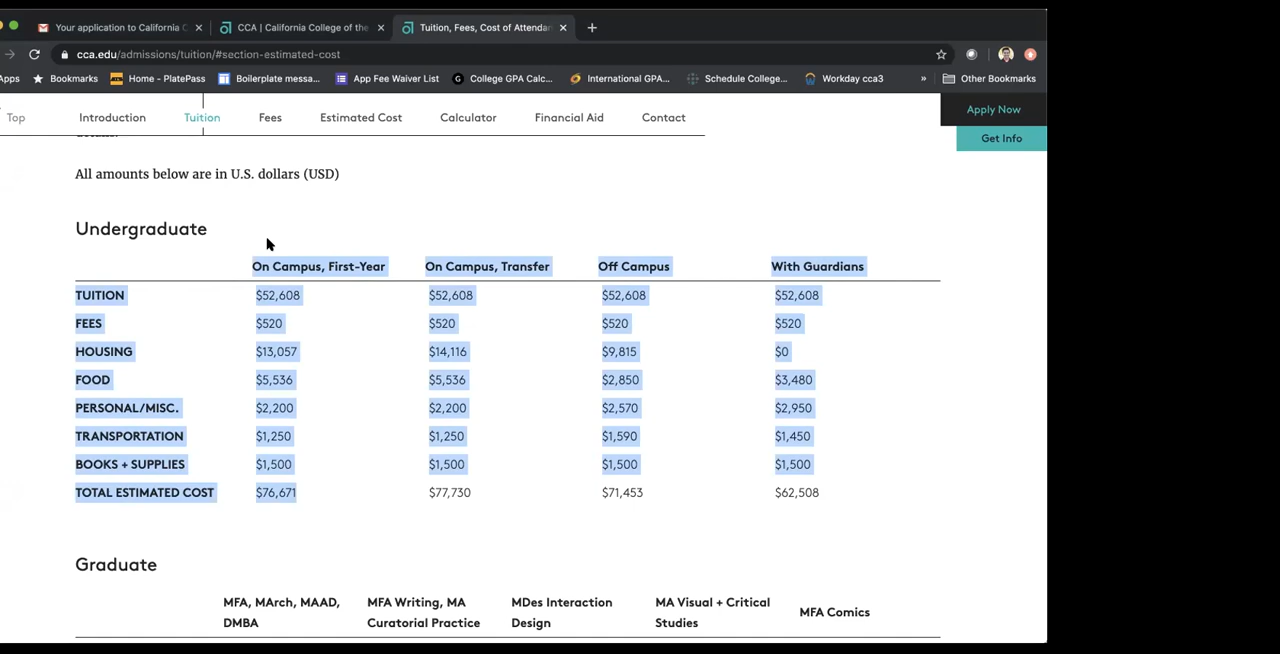 Your application to California C
CCA | California College of the
Tuition, Fees, Cost of Attendan
cca.edu/admissions/tuition/#section-estimated-cost
Apps Bookmarks Home - PlatePass Boilerplate messa... App Fee Waiver List College GPA Calc... International GPA... Schedule College... Workday cca3 » Other Bookmarks
Top Introduction Tuition Fees Estimated Cost Calculator Financial Aid Contact
Apply Now
Get Info
All amounts below are in U.S. dollars (USD)
Undergraduate
On Campus, First-Year On Campus, Transfer Off Campus With Guardians
TUITION $52,608 $52,608 $52,608 $52,608
FEES $520 $520 $520 $520
HOUSING $13,057 $14,116 $9,815 $0
FOOD $5,536 $5,536 $2,850 $3,480
PERSONAL/MISC. $2,200 $2,200 $2,570 $2,950
TRANSPORTATION $1,250 $1,250 $1,590 $1,450
BOOKS + SUPPLIES $1,500 $1,500 $1,500 $1,500
TOTAL ESTIMATED COST $76,671 $77,730 $71,453 $62,508
Graduate
MFA, MArch, MAAD, DMBA
MFA Writing, MA Curatorial Practice
MDes Interaction Design
MA Visual + Critical Studies
MFA Comics